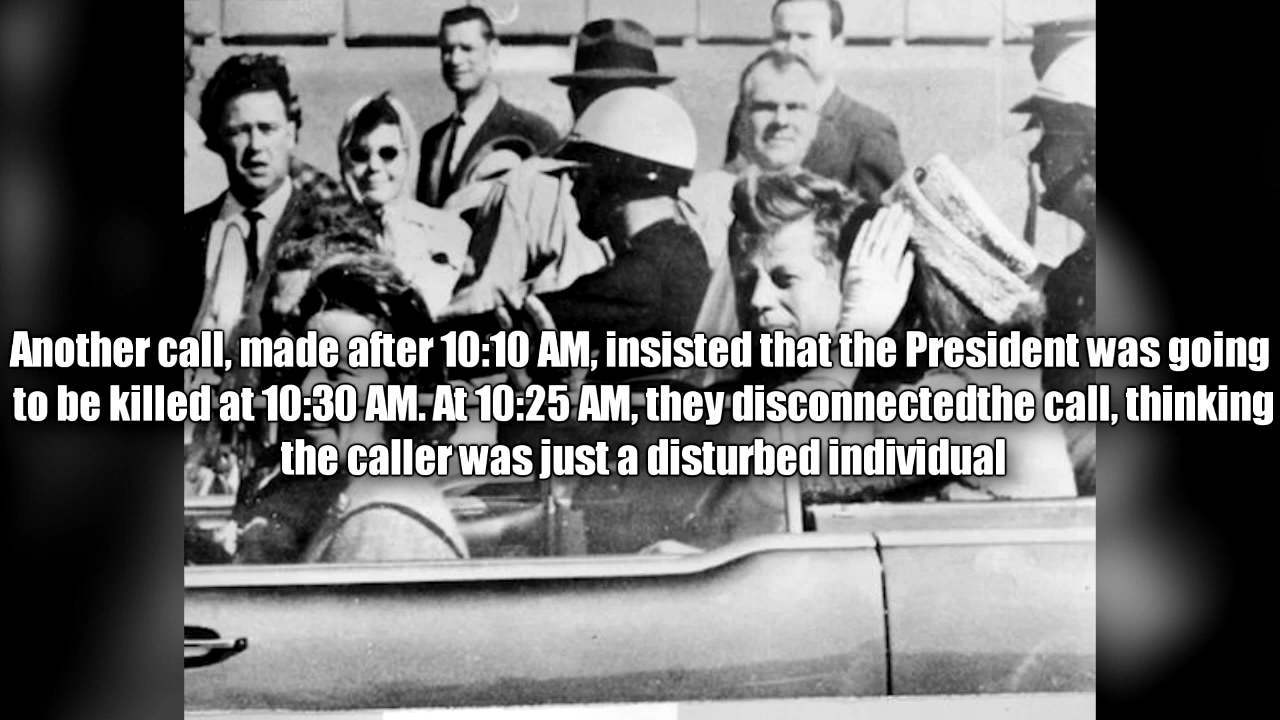 Another call, made after 10:10 AM, insisted that the President was going
to be killed at 10:30 AM. At 10:25 AM, they disconnectedthe call, thinking
the caller was just a disturbed individual